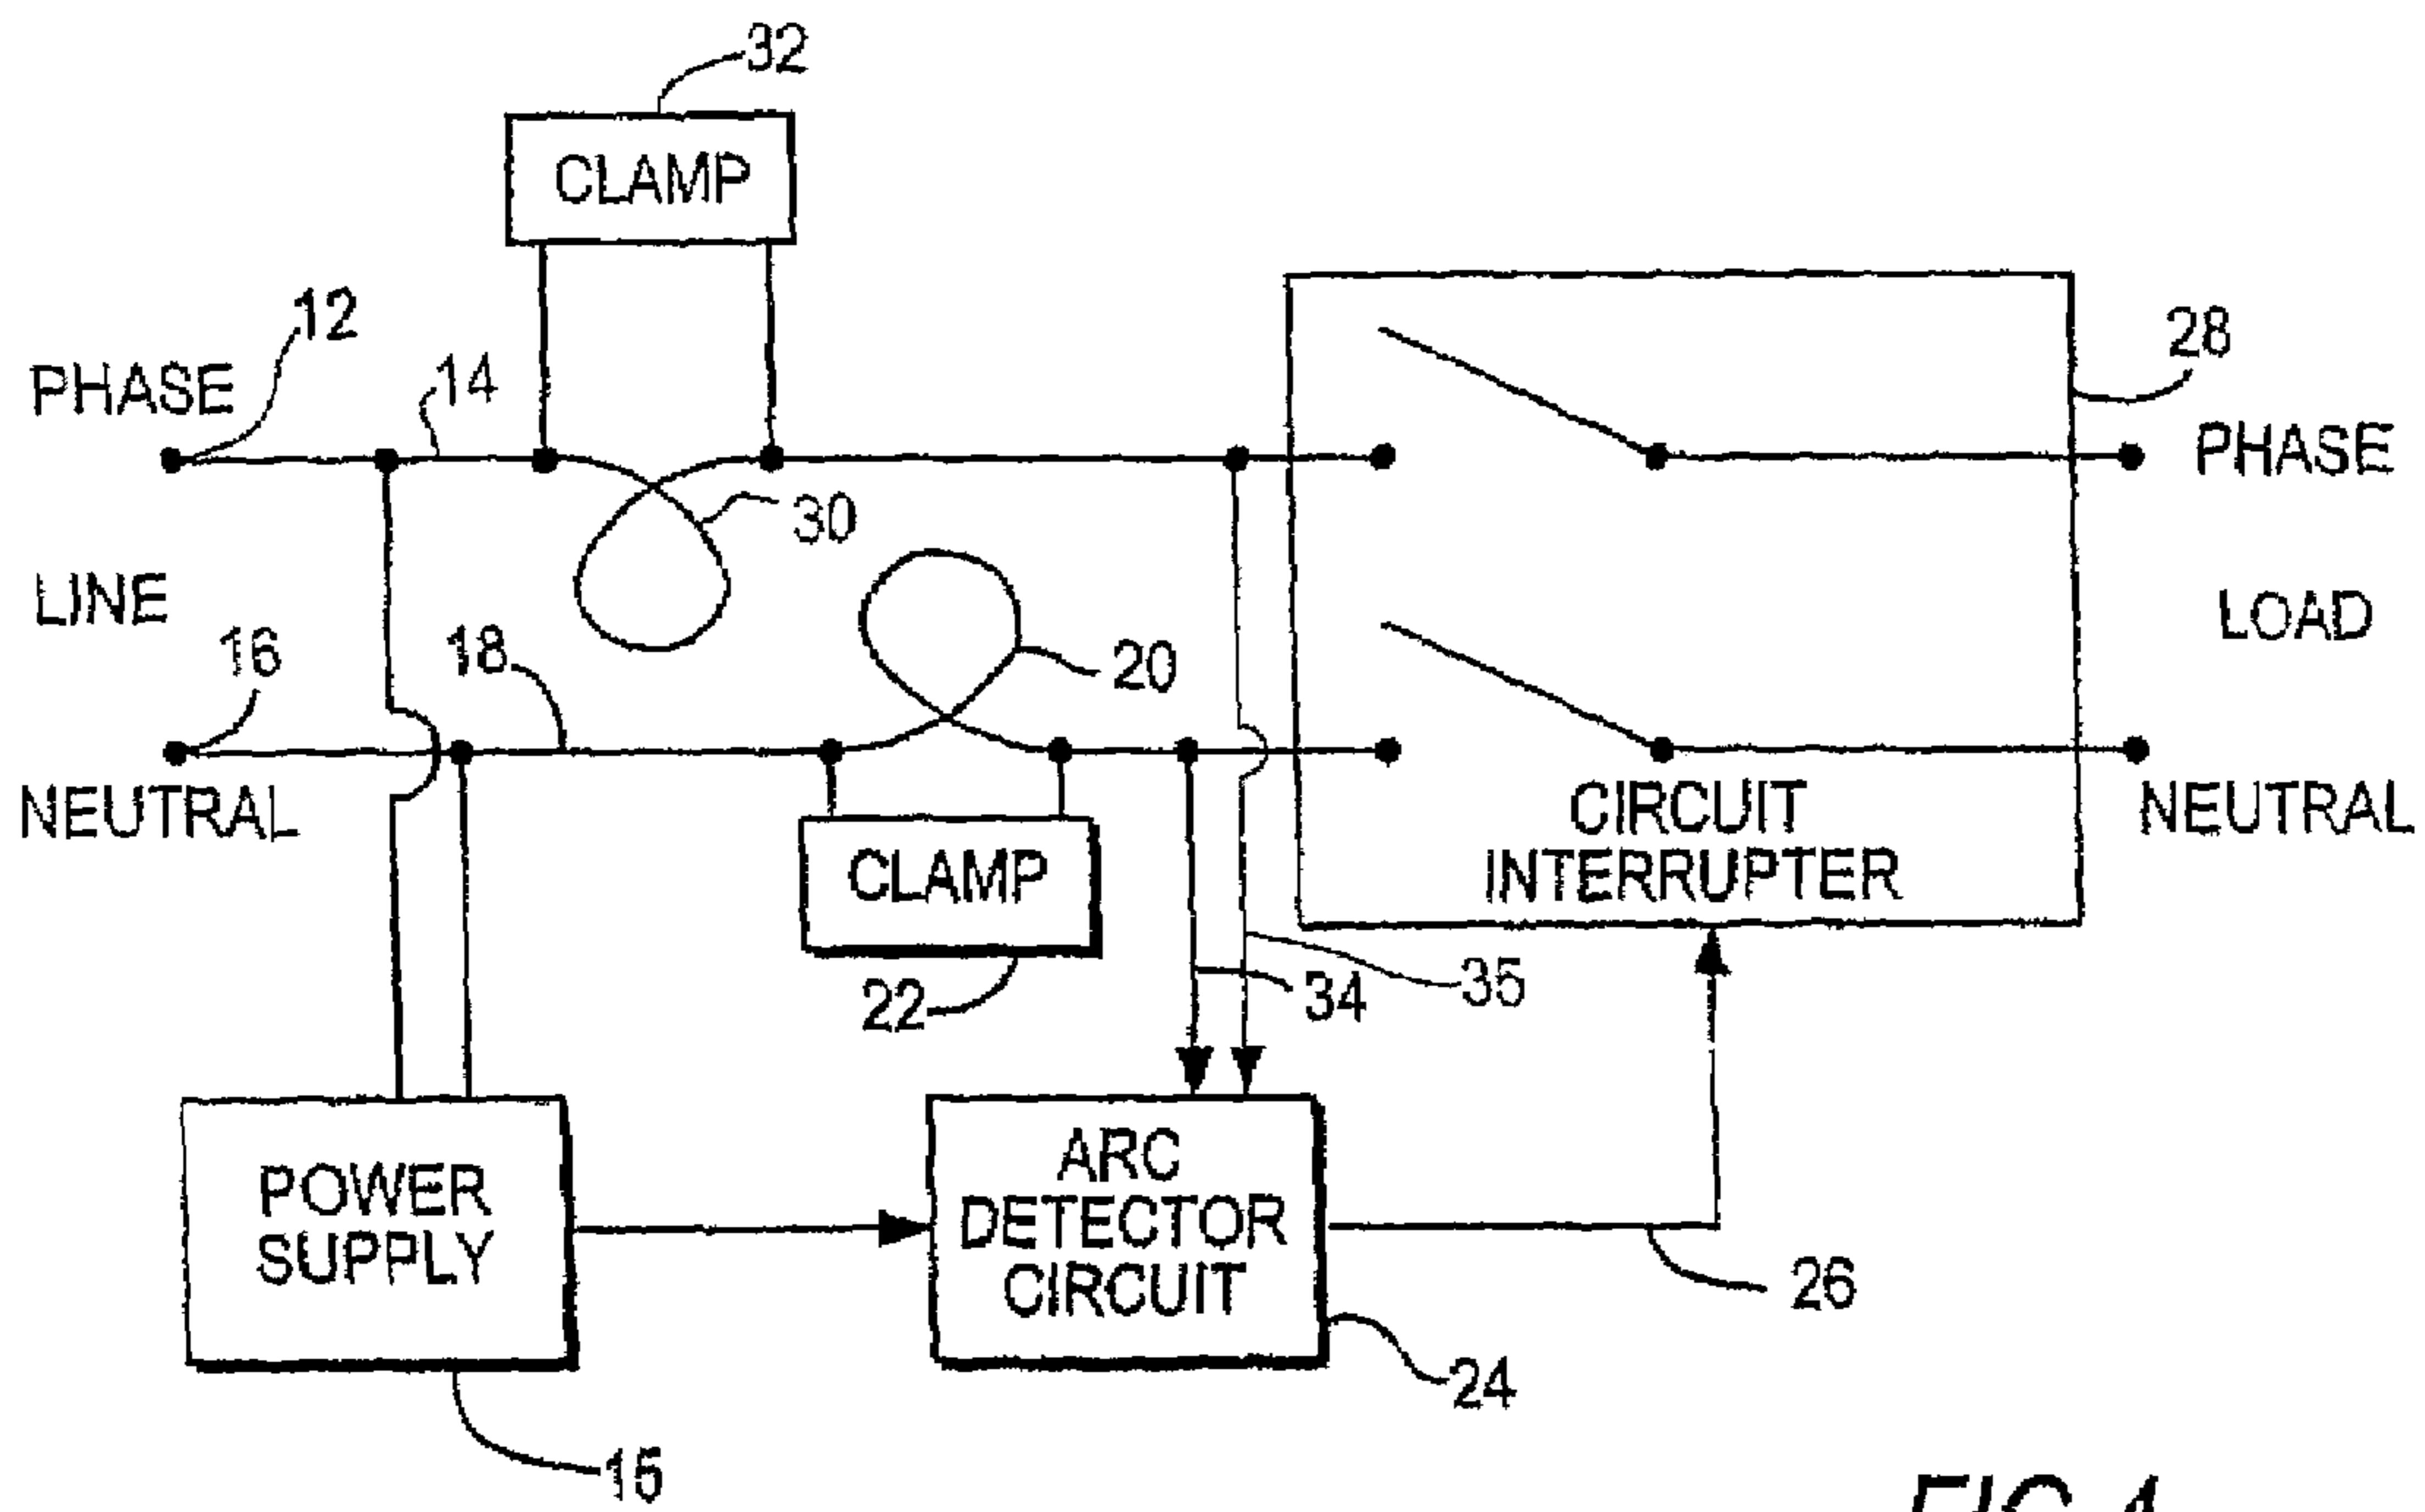 32
CLAMP
12
PHASE
14
28
PHASE
30
LINE
16
18
20
LOAD
NEUTRAL
CLAMP
CIRCUIT
INTERRUPTER
NEUTRAL
22
34
35
POWER
SUPPLY
ARC
DETECTOR
CIRCUIT
26
24
15